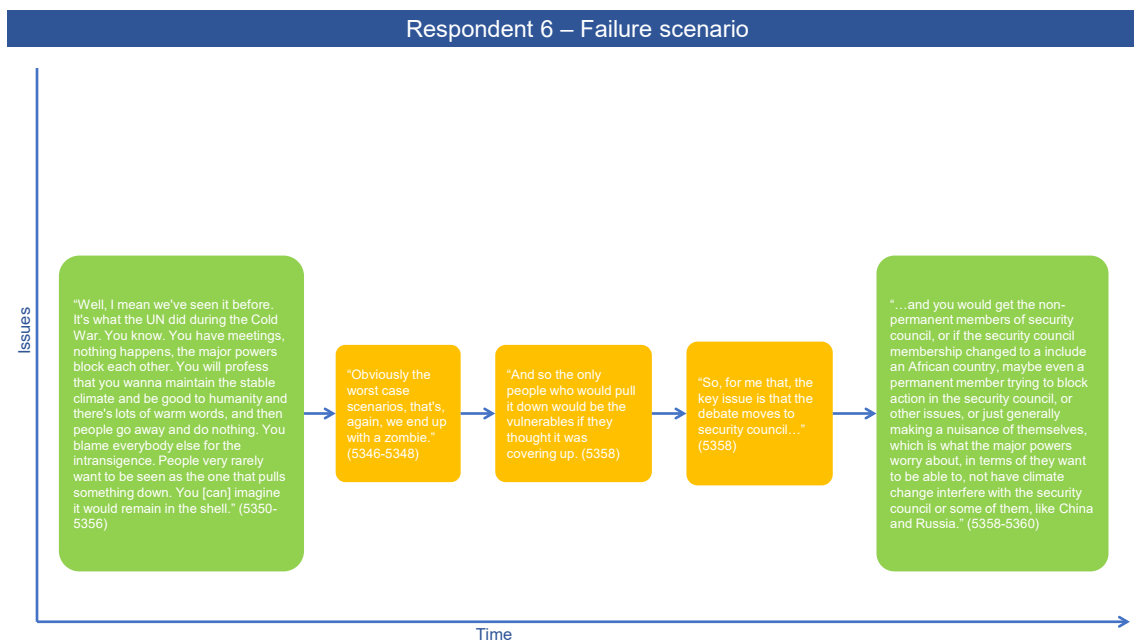 Respondent 6 – Failure scenario
Issues
“Well, I mean we've seen it before.
It's what the UN did during the Cold
War. You know. You have meetings,
nothing happens, the major powers
block each other. You will profess
that you wanna maintain the stable
climate and be good to humanity and
there's lots of warm words, and then
people go away and do nothing. You
blame everybody else for the
intransigence. People very rarely
want to be seen as the one that pulls
something down. You [can] imagine
it would remain in the shell.” (5350-
5356)
“Obviously the
worst case
scenarios, that's,
again, we end up
with a zombie.”
(5346-5348)
“And so the only
people who would pull
it down would be the
vulnerables if they
thought it was
covering up. (5358)
“So, for me that, the
key issue is that the
debate moves to
security council…”
(5358)
“…and you would get the non-
permanent members of security
council, or if the security council
membership changed to a include
an African country, maybe even a
permanent member trying to block
action in the security council, or
other issues, or just generally
making a nuisance of themselves,
which is what the major powers
worry about, in terms of they want
to be able to, not have climate
change interfere with the security
council or some of them, like China
and Russia.” (5358-5360)
Time